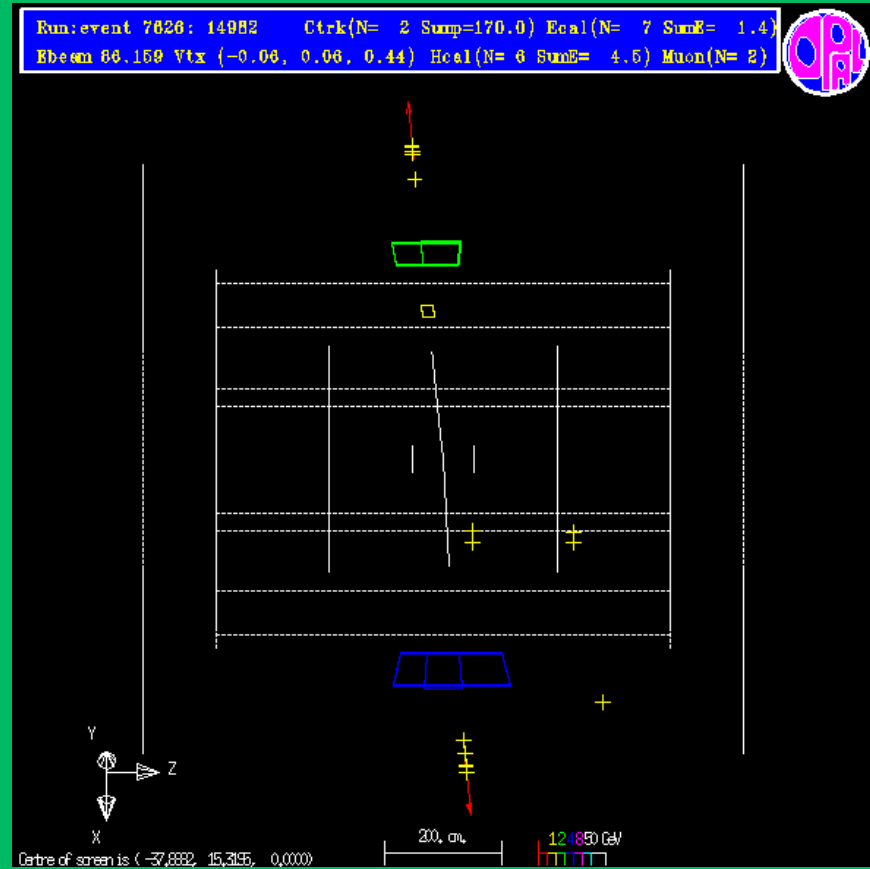 Run:event 7626: 14982 Ctrk(N= 2 Sump=170.0) Ecal(N= 7 SumE= 1.4)
Ebeam 86.159 Vtx (-0.06, 0.06, 0.44) Hcal(N= 6 SumE= 4.5) Muon(N= 2)
OPAL
Y
Z
X
200. cm.
1 2 4 8 50 GeV
Centre of screen is ( -37.8882, 15.3195, 0.0000)